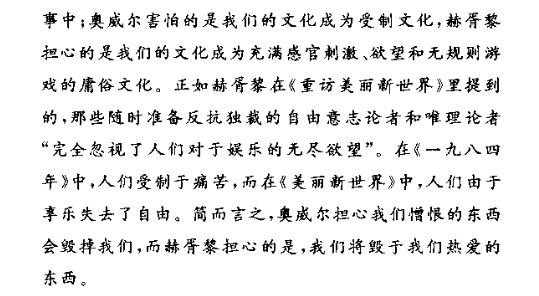 事中；奥威尔害怕的是我们的文化成为受制文化，赫胥黎
担心的是我们的文化成为充满感官刺激、欲望和无规则游
戏的庸俗文化。正如赫胥黎在《重访美丽新世界》里提到
的，那些随时准备反抗独裁的自由意志论者和唯理论者
“完全忽视了人们对于娱乐的无尽欲望”。在《一九八四
年》中，人们受制于痛苦，而在《美丽新世界》中，人们由于
享乐失去了自由。简而言之，奥威尔担心我们憎恨的东西
会毁掉我们，而赫胥黎担心的是，我们将毁于我们热爱的
东西。